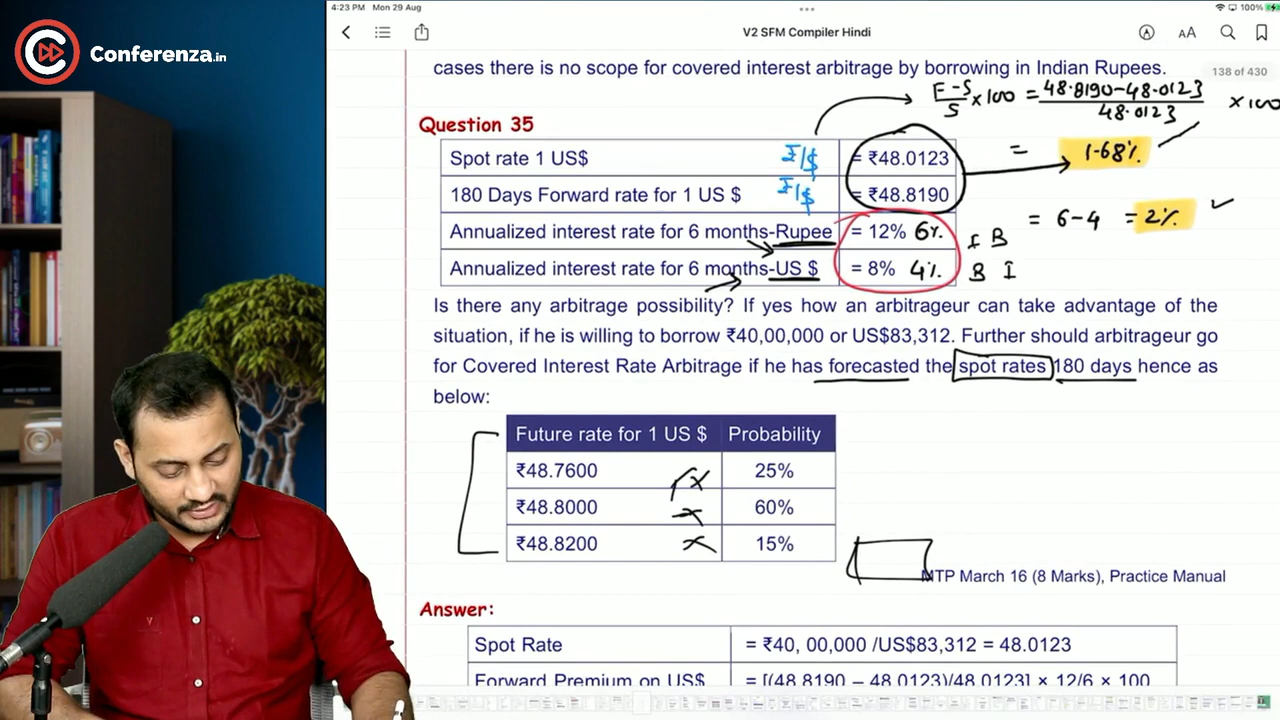 4:23 PM Mon 29 Aug
100%
Conferenza.in
V2 SFM Compiler Hindi
AA
138 of 430
cases there is no scope for covered interest arbitrage by borrowing in Indian Rupees.
F-S/S ×100 = 48.8190-48.0123/48.0123 ×100
Question 35
= 1.68%
Spot rate 1 US$ ₹/$ = ₹48.0123
180 Days Forward rate for 1 US $ ₹/$ = ₹48.8190
Annualized interest rate for 6 months-Rupee = 12% 6%. I B
= 6-4 = 2%
Annualized interest rate for 6 months-US $ = 8% 4%. B I
Is there any arbitrage possibility? If yes how an arbitrageur can take advantage of the
situation, if he is willing to borrow ₹40,00,000 or US$83,312. Further should arbitrageur go
for Covered Interest Rate Arbitrage if he has forecasted the spot rates 180 days hence as
below:
Future rate for 1 US $ Probability
₹48.7600 25%
₹48.8000 60%
₹48.8200 15%
MTP March 16 (8 Marks), Practice Manual
Answer:
Spot Rate = ₹40, 00,000 /US$83,312 = 48.0123
Forward Premium on US$ = [(48.8190 – 48.0123)/48.0123] × 12/6 × 100